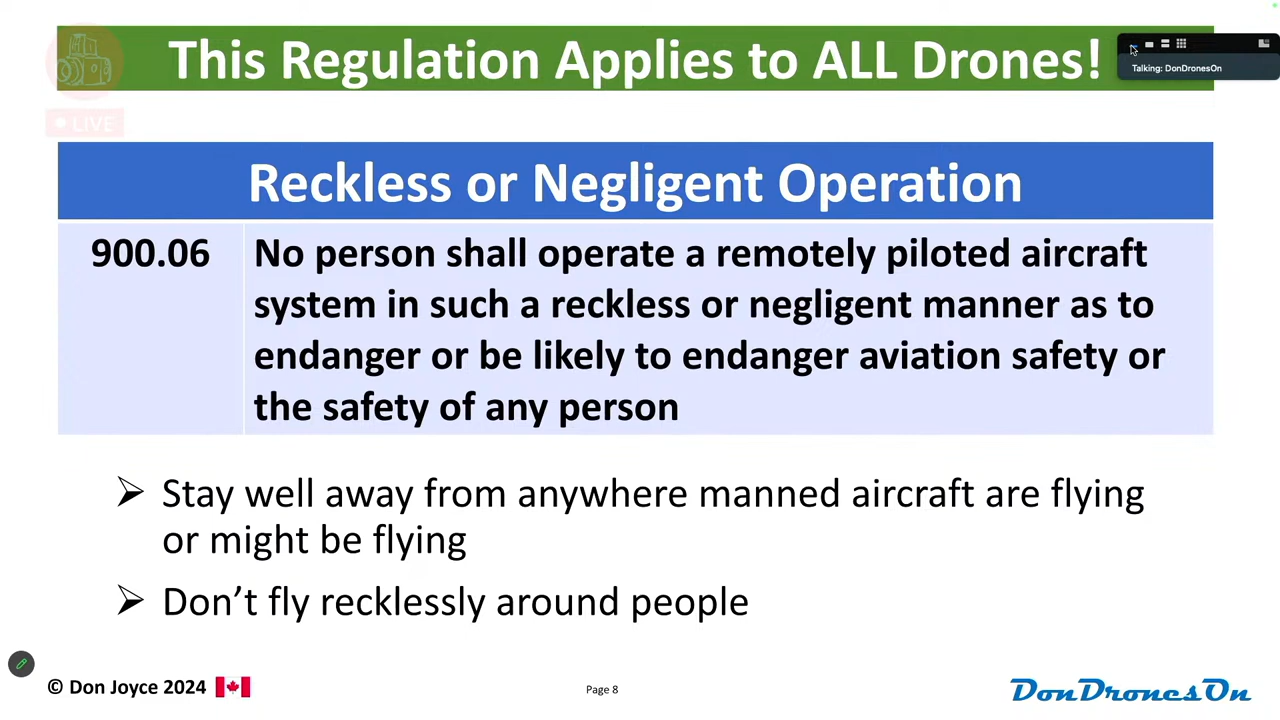 This Regulation Applies to ALL Drones!
Talking: DonDronesOn
• LIVE
Reckless or Negligent Operation
900.06
No person shall operate a remotely piloted aircraft
system in such a reckless or negligent manner as to
endanger or be likely to endanger aviation safety or
the safety of any person
➢ Stay well away from anywhere manned aircraft are flying
or might be flying
➢ Don’t fly recklessly around people
© Don Joyce 2024
Page 8
DonDronesOn